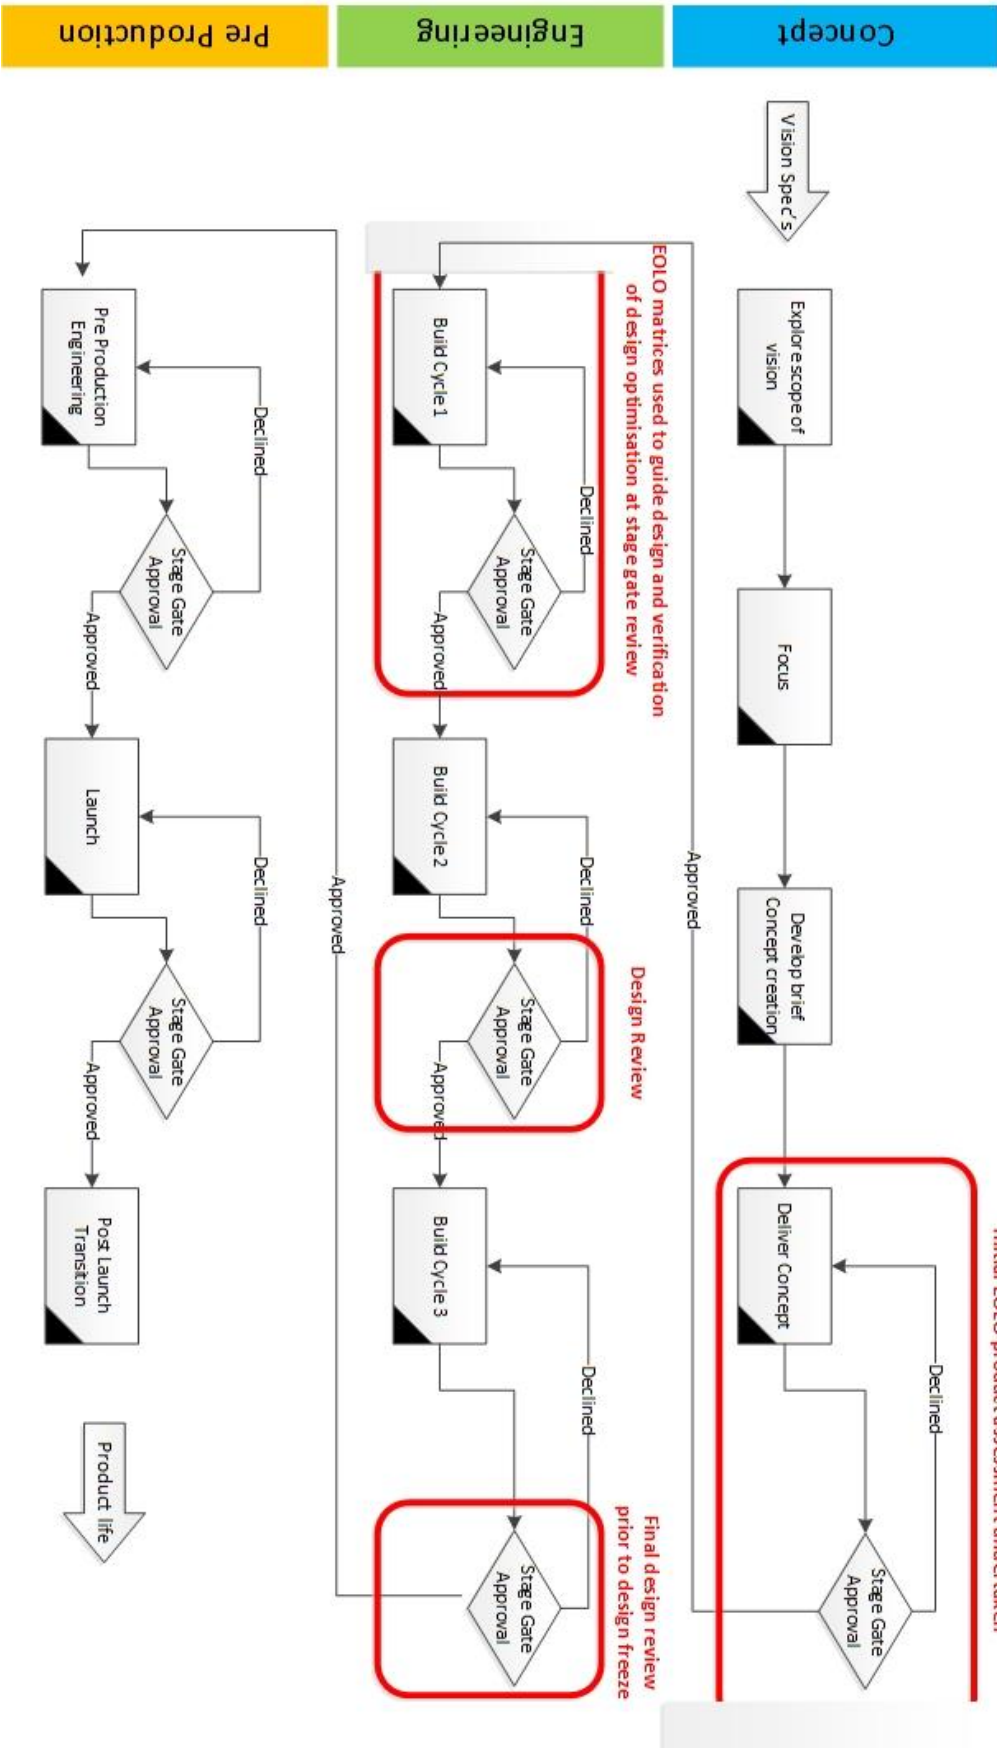 Concept
Vision Spec's
Explore scope of
vision
Focus
Develop brief
Concept creation
Deliver Concept
Declined
Stage Gate
Approval
Approved
Engineering
EOLO matrices used to guide design and verification
of design optimisation at stage gate review
Build Cycle 1
Declined
Stage Gate
Approval
Approved
Build Cycle 2
Declined
Design Review
Stage Gate
Approval
Approved
Build Cycle 3
Declined
Final design review
prior to design freeze
Stage Gate
Approval
Approved
Pre Production
Pre Production
Engineering
Declined
Stage Gate
Approval
Approved
Launch
Declined
Stage Gate
Approval
Approved
Post Launch
Transition
Product life